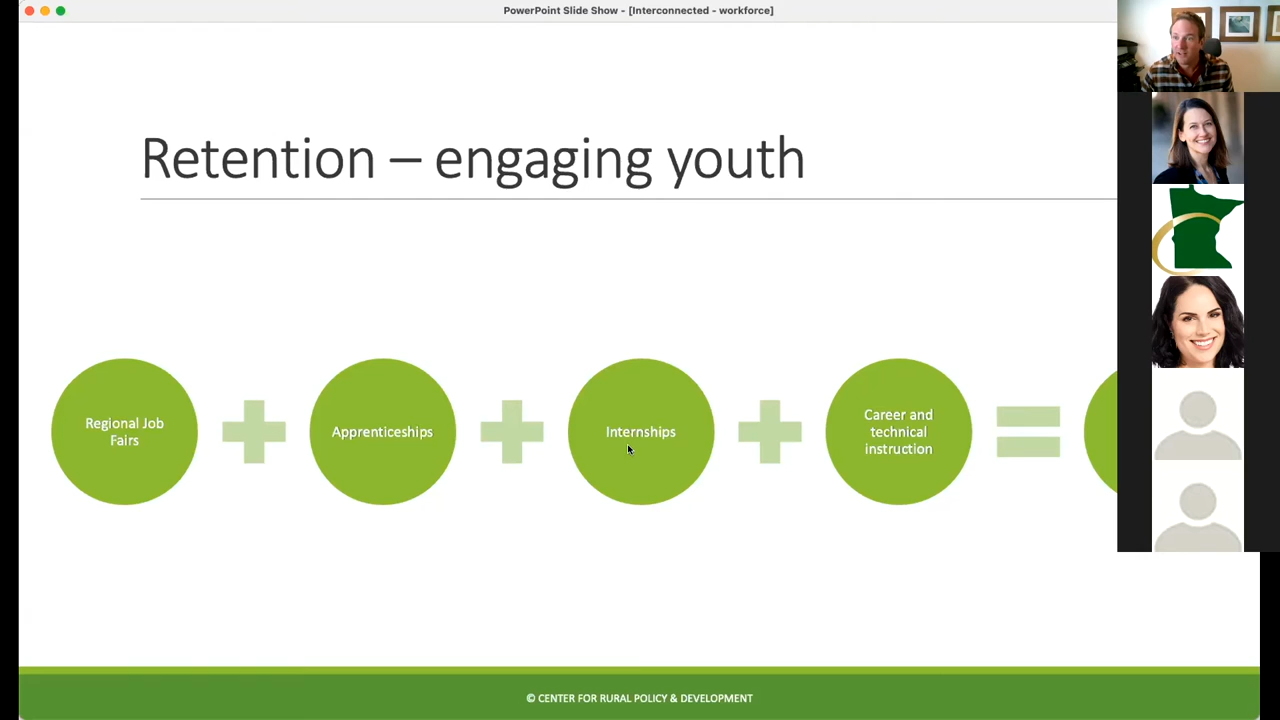 PowerPoint Slide Show - [Interconnected - workforce]
Retention – engaging youth
Regional Job
Fairs
Apprenticeships
Internships
Career and
technical
instruction
© CENTER FOR RURAL POLICY & DEVELOPMENT